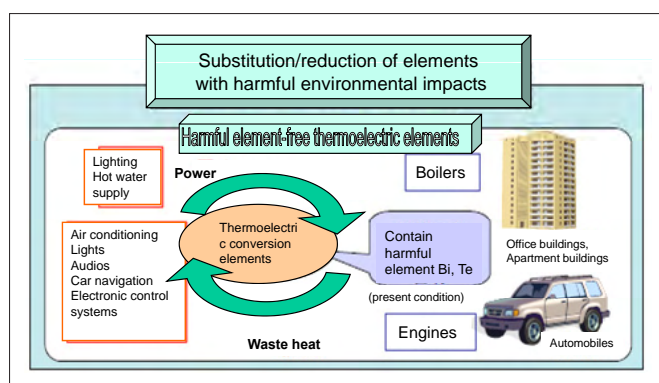 Substitution/reduction of elements
with harmful environmental impacts
Harmful element-free thermoelectric elements
Lighting
Hot water
supply
Power
Boilers
Air conditioning
Lights
Audios
Car navigation
Electronic control
systems
Thermoelectri
c conversion
elements
Contain
harmful
element Bi, Te
(present condition)
Office buildings,
Apartment buildings
Engines
Waste heat
Automobiles